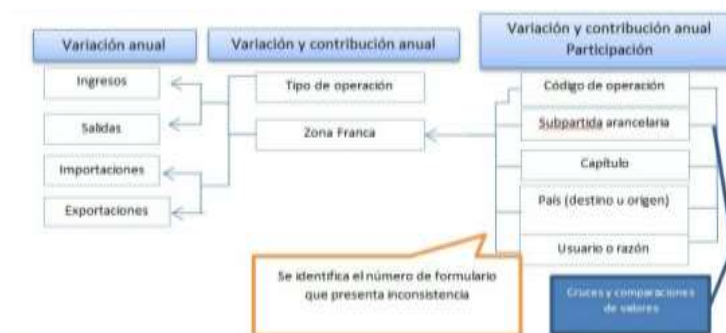 Variación anual
Variación y contribución anual
Variación y contribución anual
Participación
Ingresos
Salidas
Importaciones
Exportaciones
Tipo de operación
Zona Franca
Código de operación
Subpartida arancelaria
Capítulo
País (destino u origen)
Usuario o razón
Se identifica el número de formulario
que presenta inconsistencia
Cruces y comparaciones
de valores